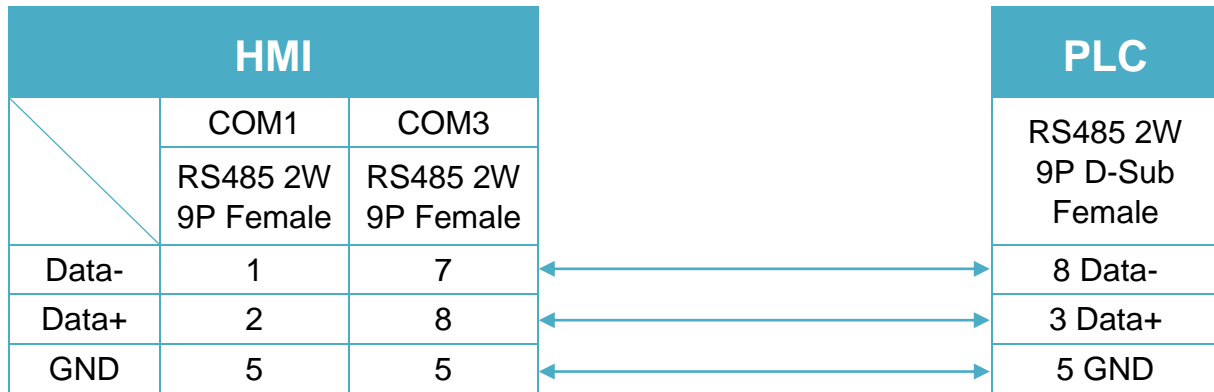 HMI
PLC
COM1 COM3
RS485 2W
9P Female
RS485 2W
9P Female
RS485 2W
9P D-Sub
Female
Data- 1 7 8 Data-
Data+ 2 8 3 Data+
GND 5 5 5 GND